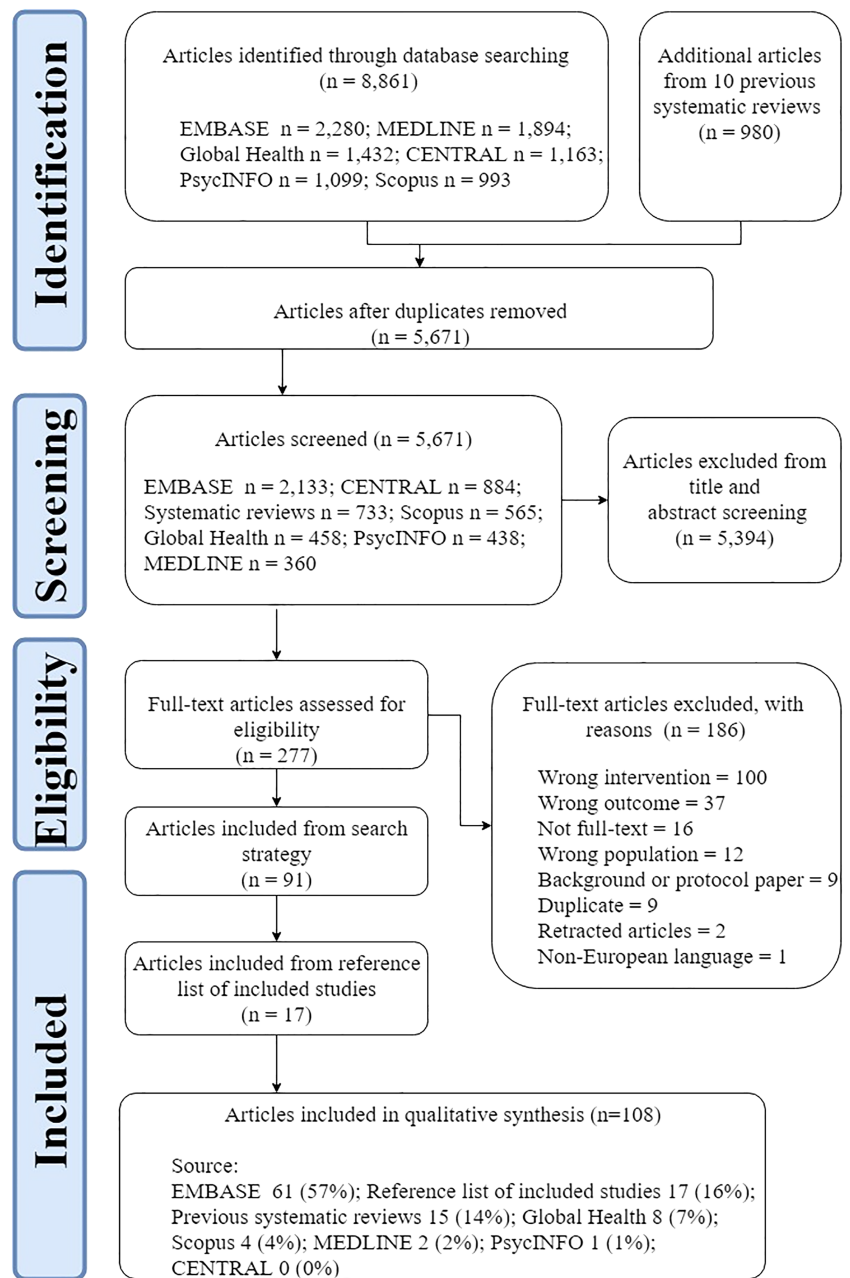 Identification
Articles identified through database searching
(n = 8,861)
EMBASE n = 2,280; MEDLINE n = 1,894;
Global Health n = 1,432; CENTRAL n = 1,163;
PsycINFO n = 1,099; Scopus n = 993
Additional articles
from 10 previous
systematic reviews
(n = 980)
Articles after duplicates removed
(n = 5,671)
Screening
Articles screened (n = 5,671)
EMBASE n = 2,133; CENTRAL n = 884;
Systematic reviews n = 733; Scopus n = 565;
Global Health n = 458; PsycINFO n = 438;
MEDLINE n = 360
Articles excluded from
title and
abstract screening
(n = 5,394)
Eligibility
Full-text articles assessed for
eligibility
(n = 277)
Full-text articles excluded, with
reasons (n = 186)
Wrong intervention = 100
Wrong outcome = 37
Not full-text = 16
Wrong population = 12
Background or protocol paper = 9
Duplicate = 9
Retracted articles = 2
Non-European language = 1
Articles included from search
strategy
(n = 91)
Included
Articles included from reference
list of included studies
(n = 17)
Articles included in qualitative synthesis (n=108)
Source:
EMBASE 61 (57%); Reference list of included studies 17 (16%);
Previous systematic reviews 15 (14%); Global Health 8 (7%);
Scopus 4 (4%); MEDLINE 2 (2%); PsycINFO 1 (1%);
CENTRAL 0 (0%)